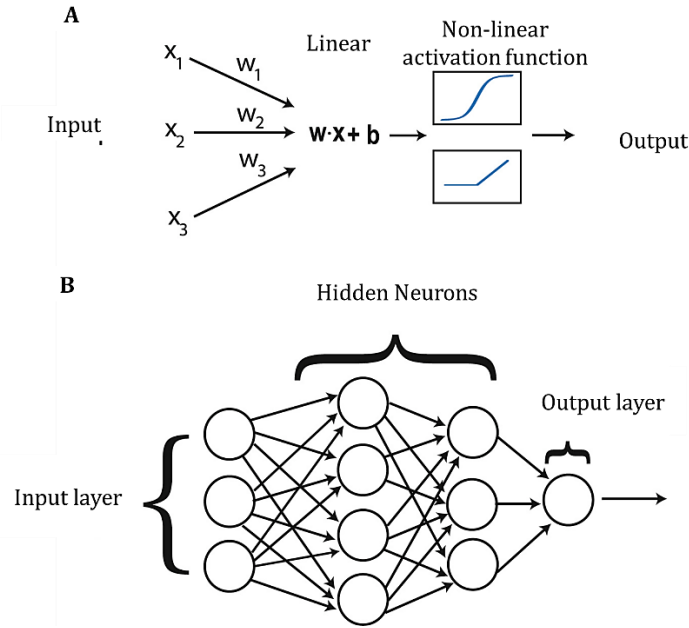 A
Linear
Non-linear
activation function
x1
w1
Input
x2
w2
w·x+ b
Output
w3
x3
B
Hidden Neurons
Output layer
Input layer